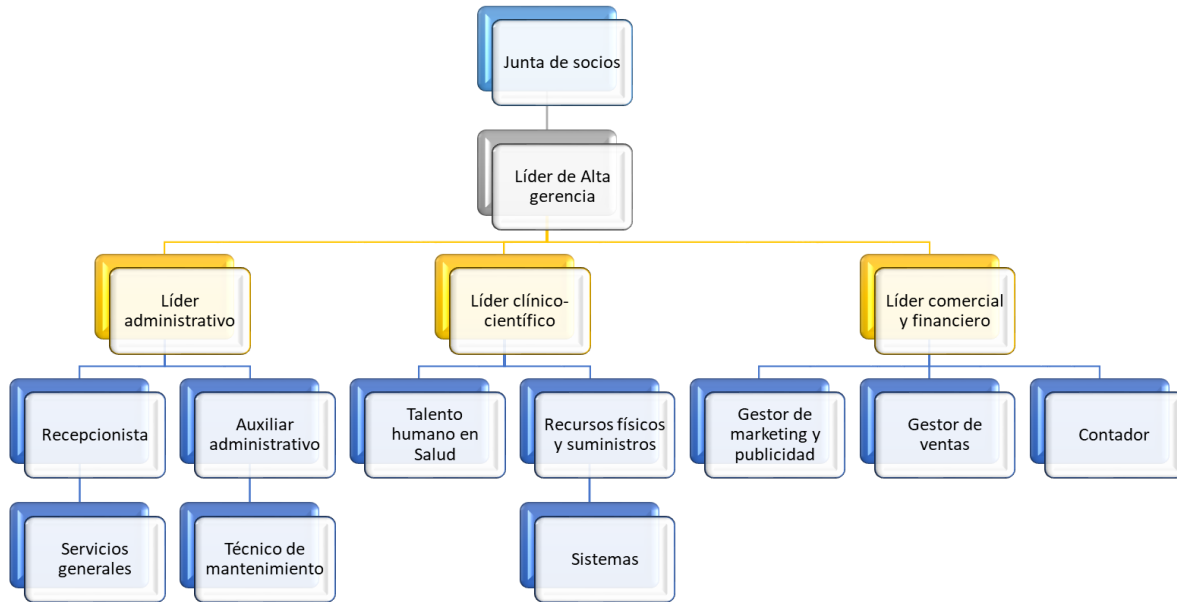 Junta de socios
Líder de Alta
gerencia
Líder
administrativo
Líder clínico-
científico
Líder comercial
y financiero
Recepcionista
Auxiliar
administrativo
Talento
humano en
Salud
Recursos físicos
y suministros
Gestor de
marketing y
publicidad
Gestor de
ventas
Contador
Servicios
generales
Técnico de
mantenimiento
Sistemas